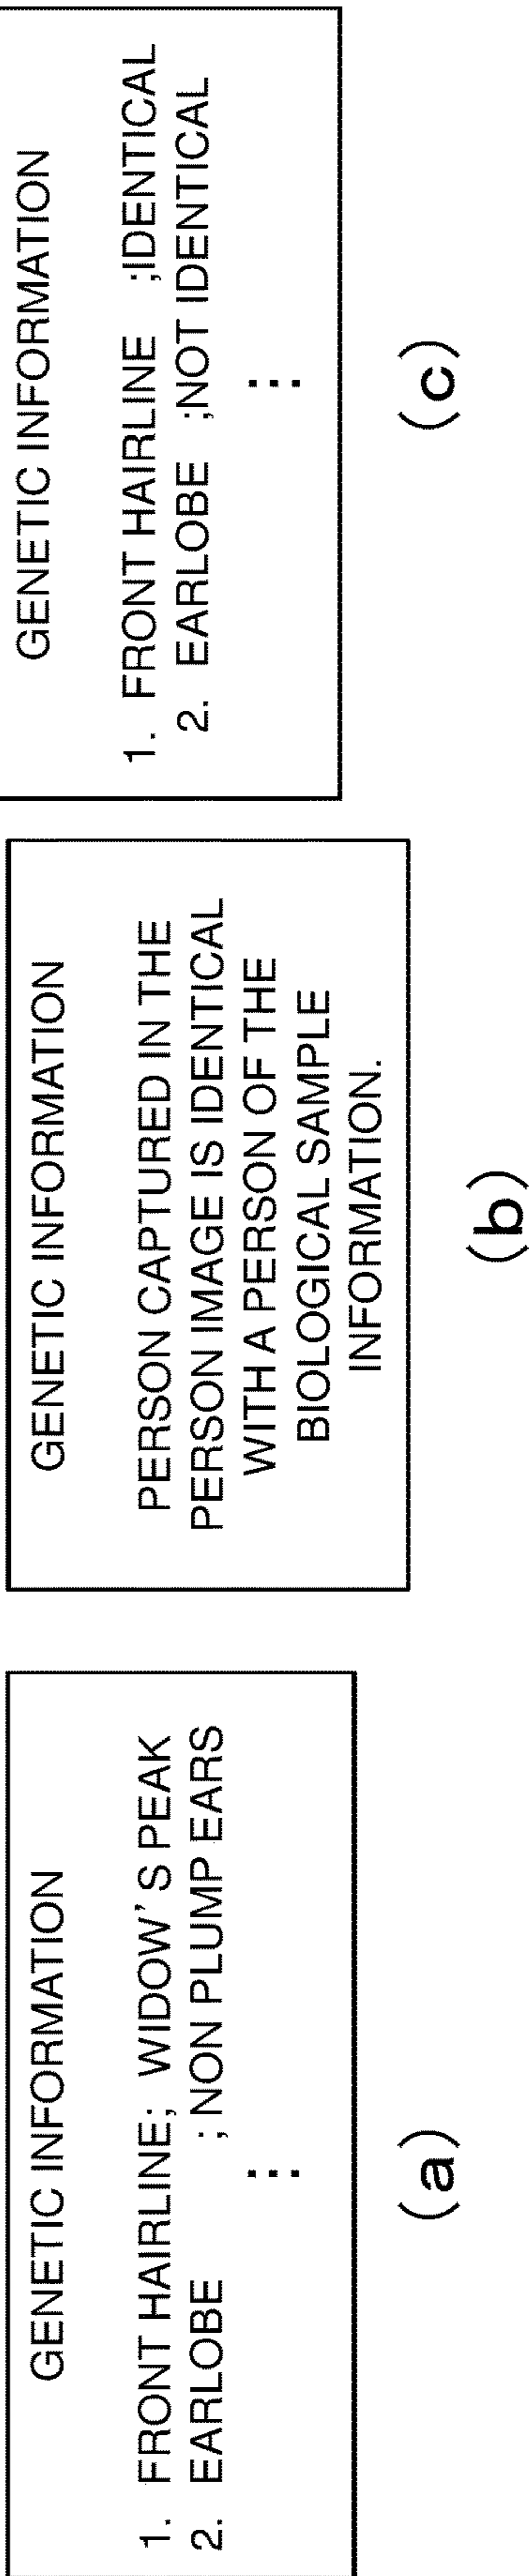 GENETIC INFORMATION
1. FRONT HAIRLINE; WIDOW'S PEAK
2. EARLOBE ; NON PLUMP EARS
⋮
(a)
GENETIC INFORMATION
PERSON CAPTURED IN THE
PERSON IMAGE IS IDENTICAL
WITH A PERSON OF THE
BIOLOGICAL SAMPLE
INFORMATION.
(b)
GENETIC INFORMATION
1. FRONT HAIRLINE ;IDENTICAL
2. EARLOBE ;NOT IDENTICAL
⋮
(c)